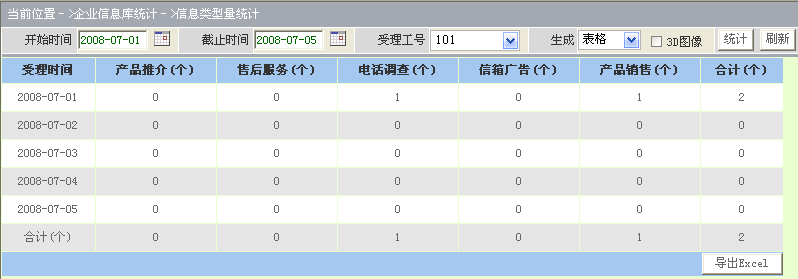 当前位置－>企业信息库统计－>信息类型量统计
开始时间 2008-07-01 截止时间 2008-07-05 受理工号 101 生成 表格 3D图像 统计 刷新
受理时间 产品推介(个) 售后服务(个) 电话调查(个) 信箱广告(个) 产品销售(个) 合计(个)
2008-07-01 0 0 1 0 1 2
2008-07-02 0 0 0 0 0 0
2008-07-03 0 0 0 0 0 0
2008-07-04 0 0 0 0 0 0
2008-07-05 0 0 0 0 0 0
合计(个) 0 0 1 0 1 2
导出Excel